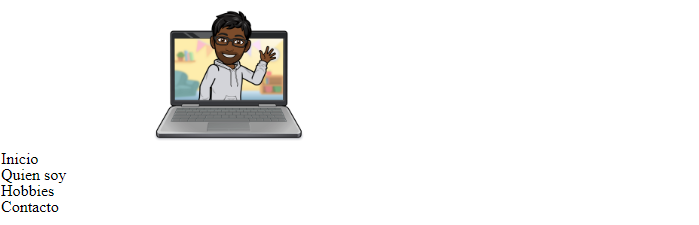 Inicio
Quien soy
Hobbies
Contacto